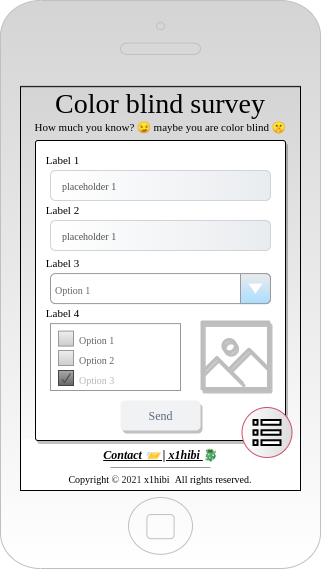 Color blind survey
How much you know? 😉 maybe you are color blind 🤫
Label 1
placeholder 1
Label 2
placeholder 1
Label 3
Option 1
Label 4
Option 1
Option 2
Option 3
Send
Contact 📨 | x1hibi 🐉
Copyright © 2021 x1hibi  All rights reserved.